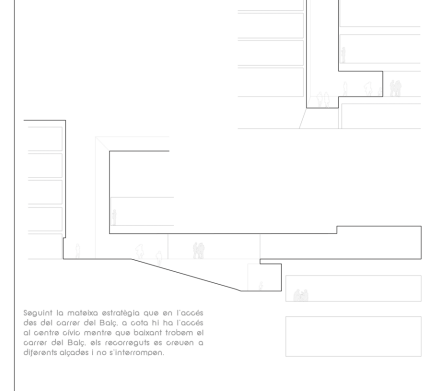 Seguint la mateixa estratègia que en l'accés
des del carrer del Balç, a cota hi ha l'accés
al centre cívic mentre que baixant trobem el
carrer del Balç, els recorreguts es creuen a
diferents alçades i no s'interrompen.